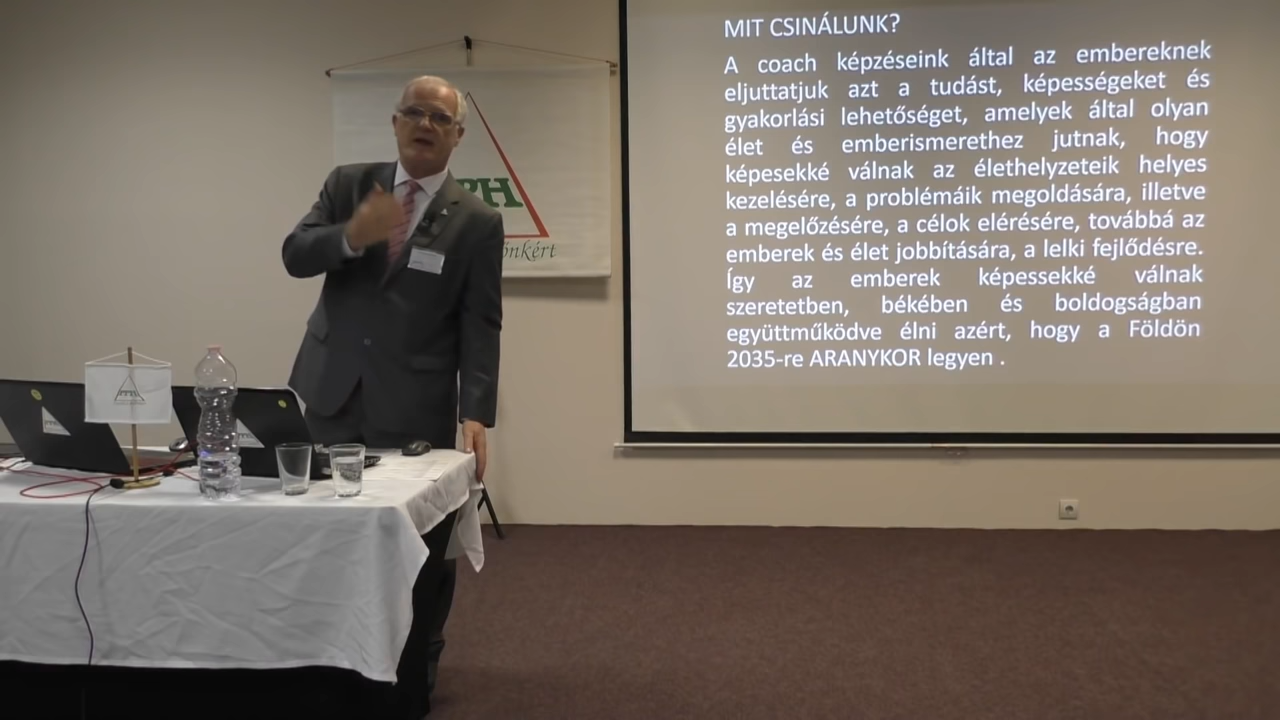 MIT CSINÁLUNK?
A coach képzéseink által az embereknek
eljuttatjuk azt a tudást, képességeket és
gyakorlási lehetőséget, amelyek által olyan
élet és emberismerethez jutnak, hogy
képesekké válnak az élethelyzeteik helyes
kezelésére, a problémáik megoldására, illetve
a megelőzésére, a célok elérésére, továbbá az
emberek és élet jobbítására, a lelki fejlődésre.
Így az emberek képessekké válnak
szeretetben, békében és boldogságban
együttműködve élni azért, hogy a Földön
2035-re ARANYKOR legyen .